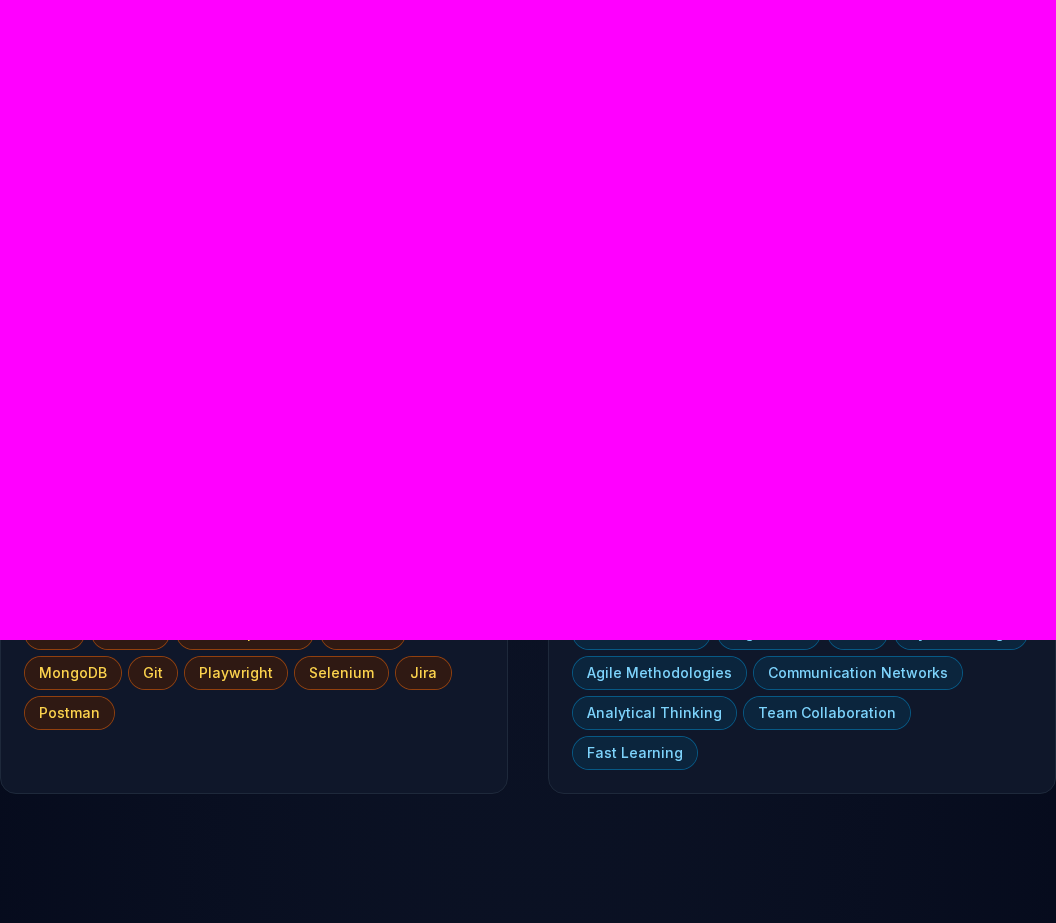 MongoDB Git Playwright Selenium Jira
Postman
Agile Methodologies Communication Networks
Analytical Thinking Team Collaboration
Fast Learning